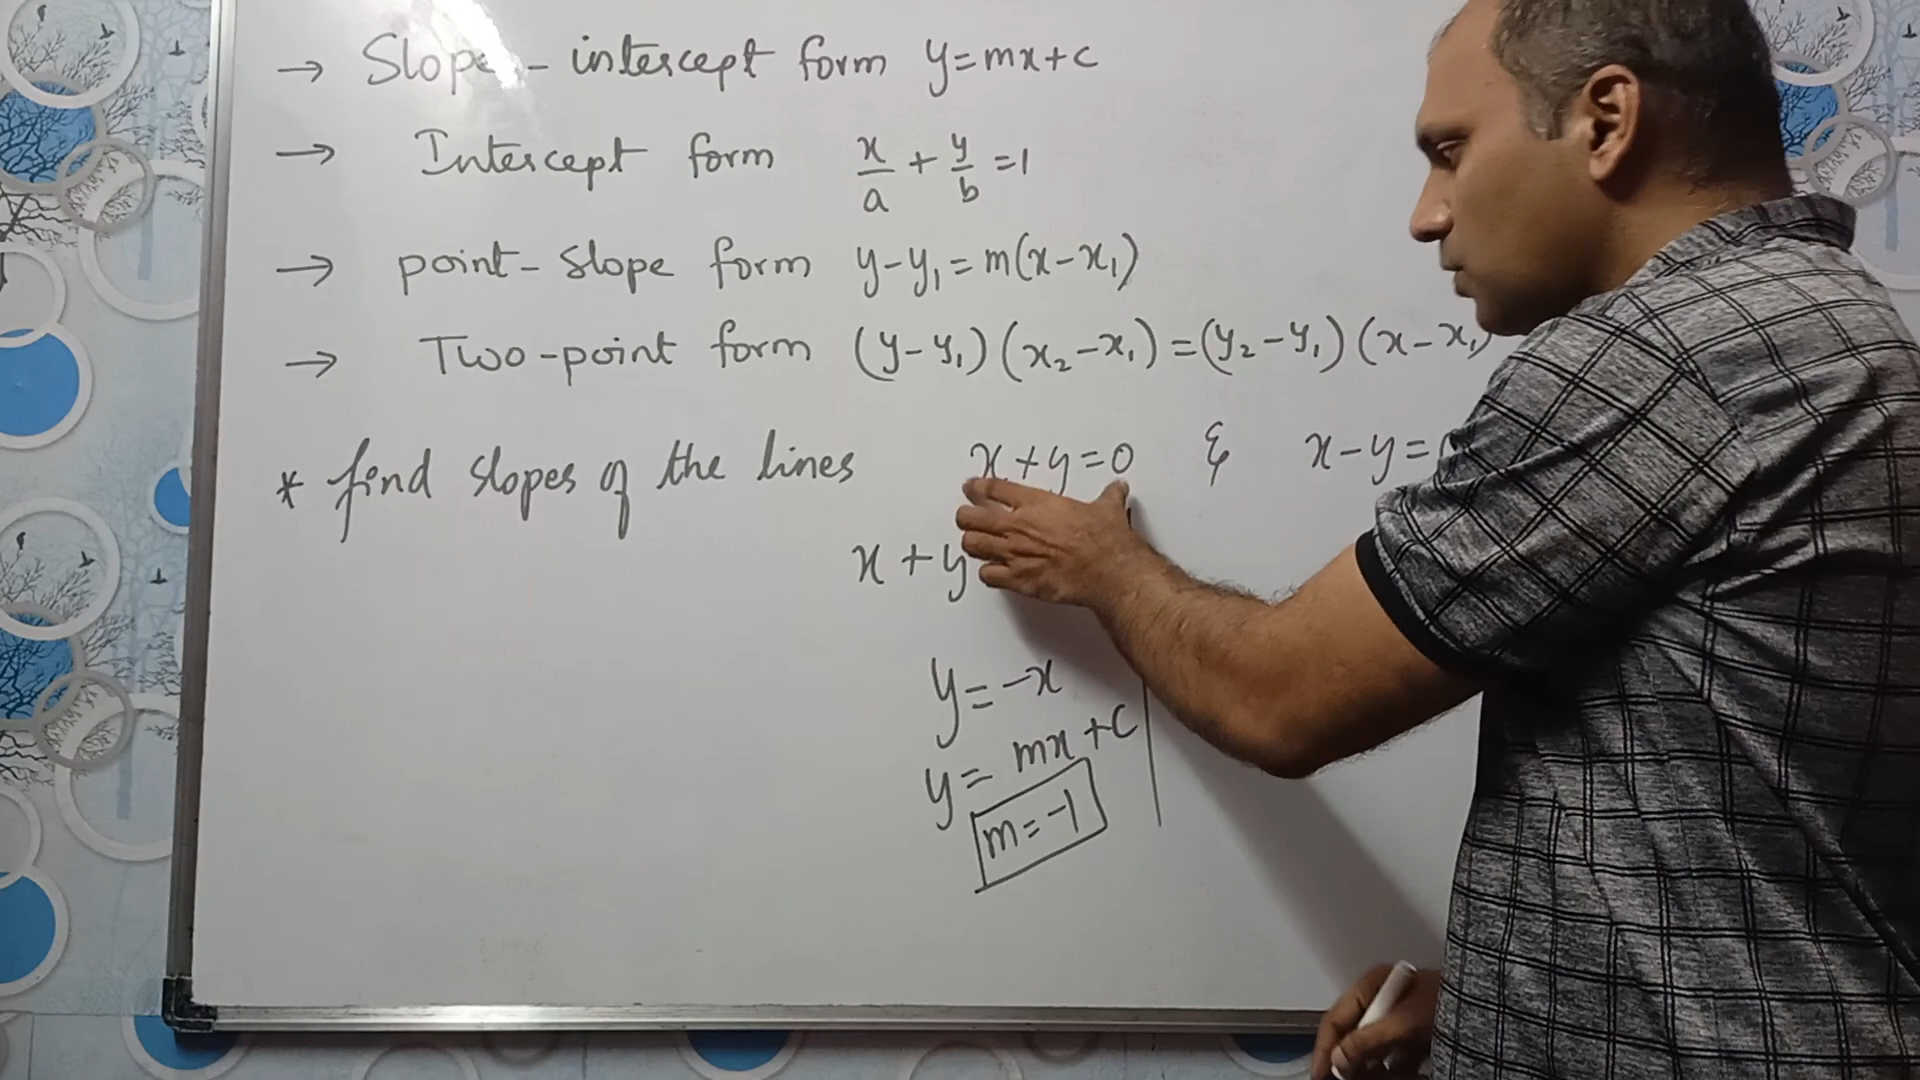 → Slope - intercept form y=mx+c
→ Intercept form x/a + y/b = 1
→ point - slope form y-y₁ = m(x-x₁)
→ Two-point form (y-y₁)(x₂-x₁)=(y₂-y₁)(x-x₁)
* find slopes of the lines x+y=0 & x-y=
x+y
y=-x
y=mx+c
m=-1